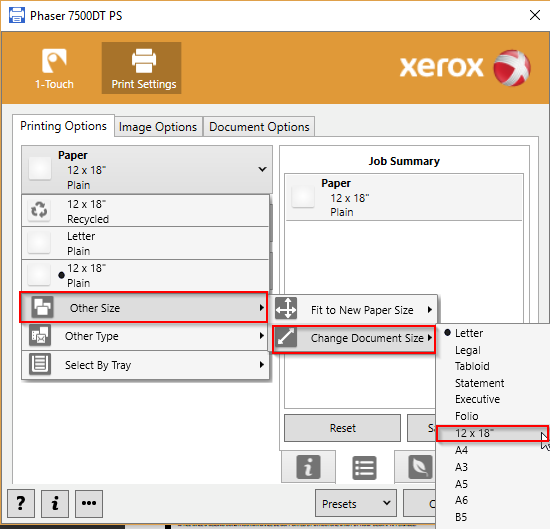 Phaser 7500DT PS
1-Touch
Print Settings
xerox
Printing Options
Image Options
Document Options
Paper
12 x 18"
Plain
12 x 18"
Recycled
Letter
Plain
12 x 18"
Plain
Other Size
Other Type
Select By Tray
Job Summary
Paper
12 x 18"
Plain
Fit to New Paper Size
Change Document Size
Letter
Legal
Tabloid
Statement
Executive
Folio
12 x 18"
A4
A3
A5
A6
B5
Reset
?
i
•••
Presets